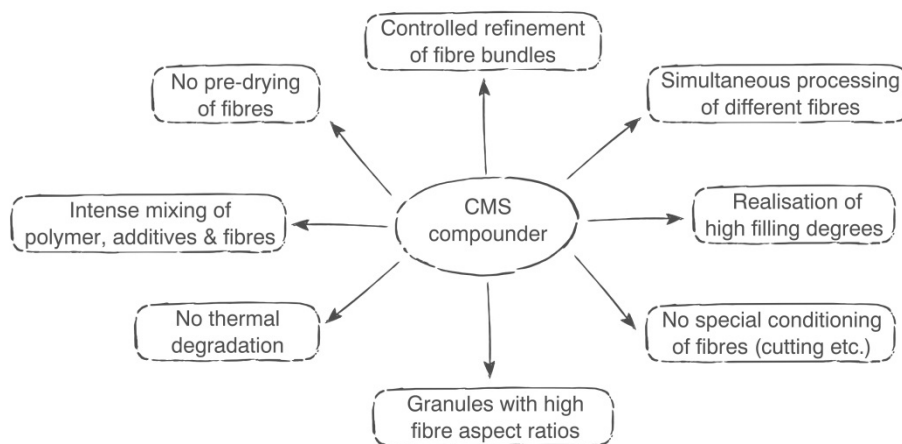 Controlled refinement
of fibre bundles
No pre-drying
of fibres
Simultaneous processing
of different fibres
Intense mixing of
polymer, additives & fibres
CMS
compounder
Realisation of
high filling degrees
No thermal
degradation
No special conditioning
of fibres (cutting etc.)
Granules with high
fibre aspect ratios